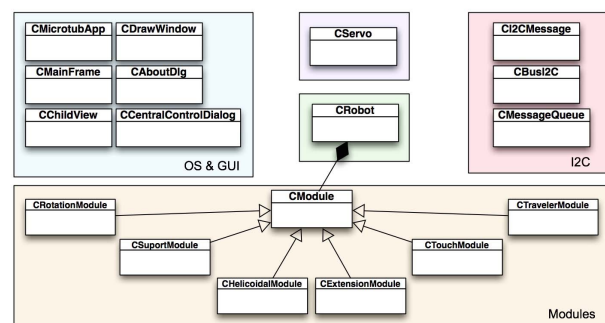 CMicrotubApp
CDrawWindow
CMainFrame
CAboutDlg
CChildView
CCentralControlDialog
OS & GUI
CServo
CRobot
CI2CMessage
CBusI2C
CMessageQueue
I2C
CModule
CRotationModule
CTravelerModule
CSuportModule
CTouchModule
CHelicoidalModule
CExtensionModule
Modules